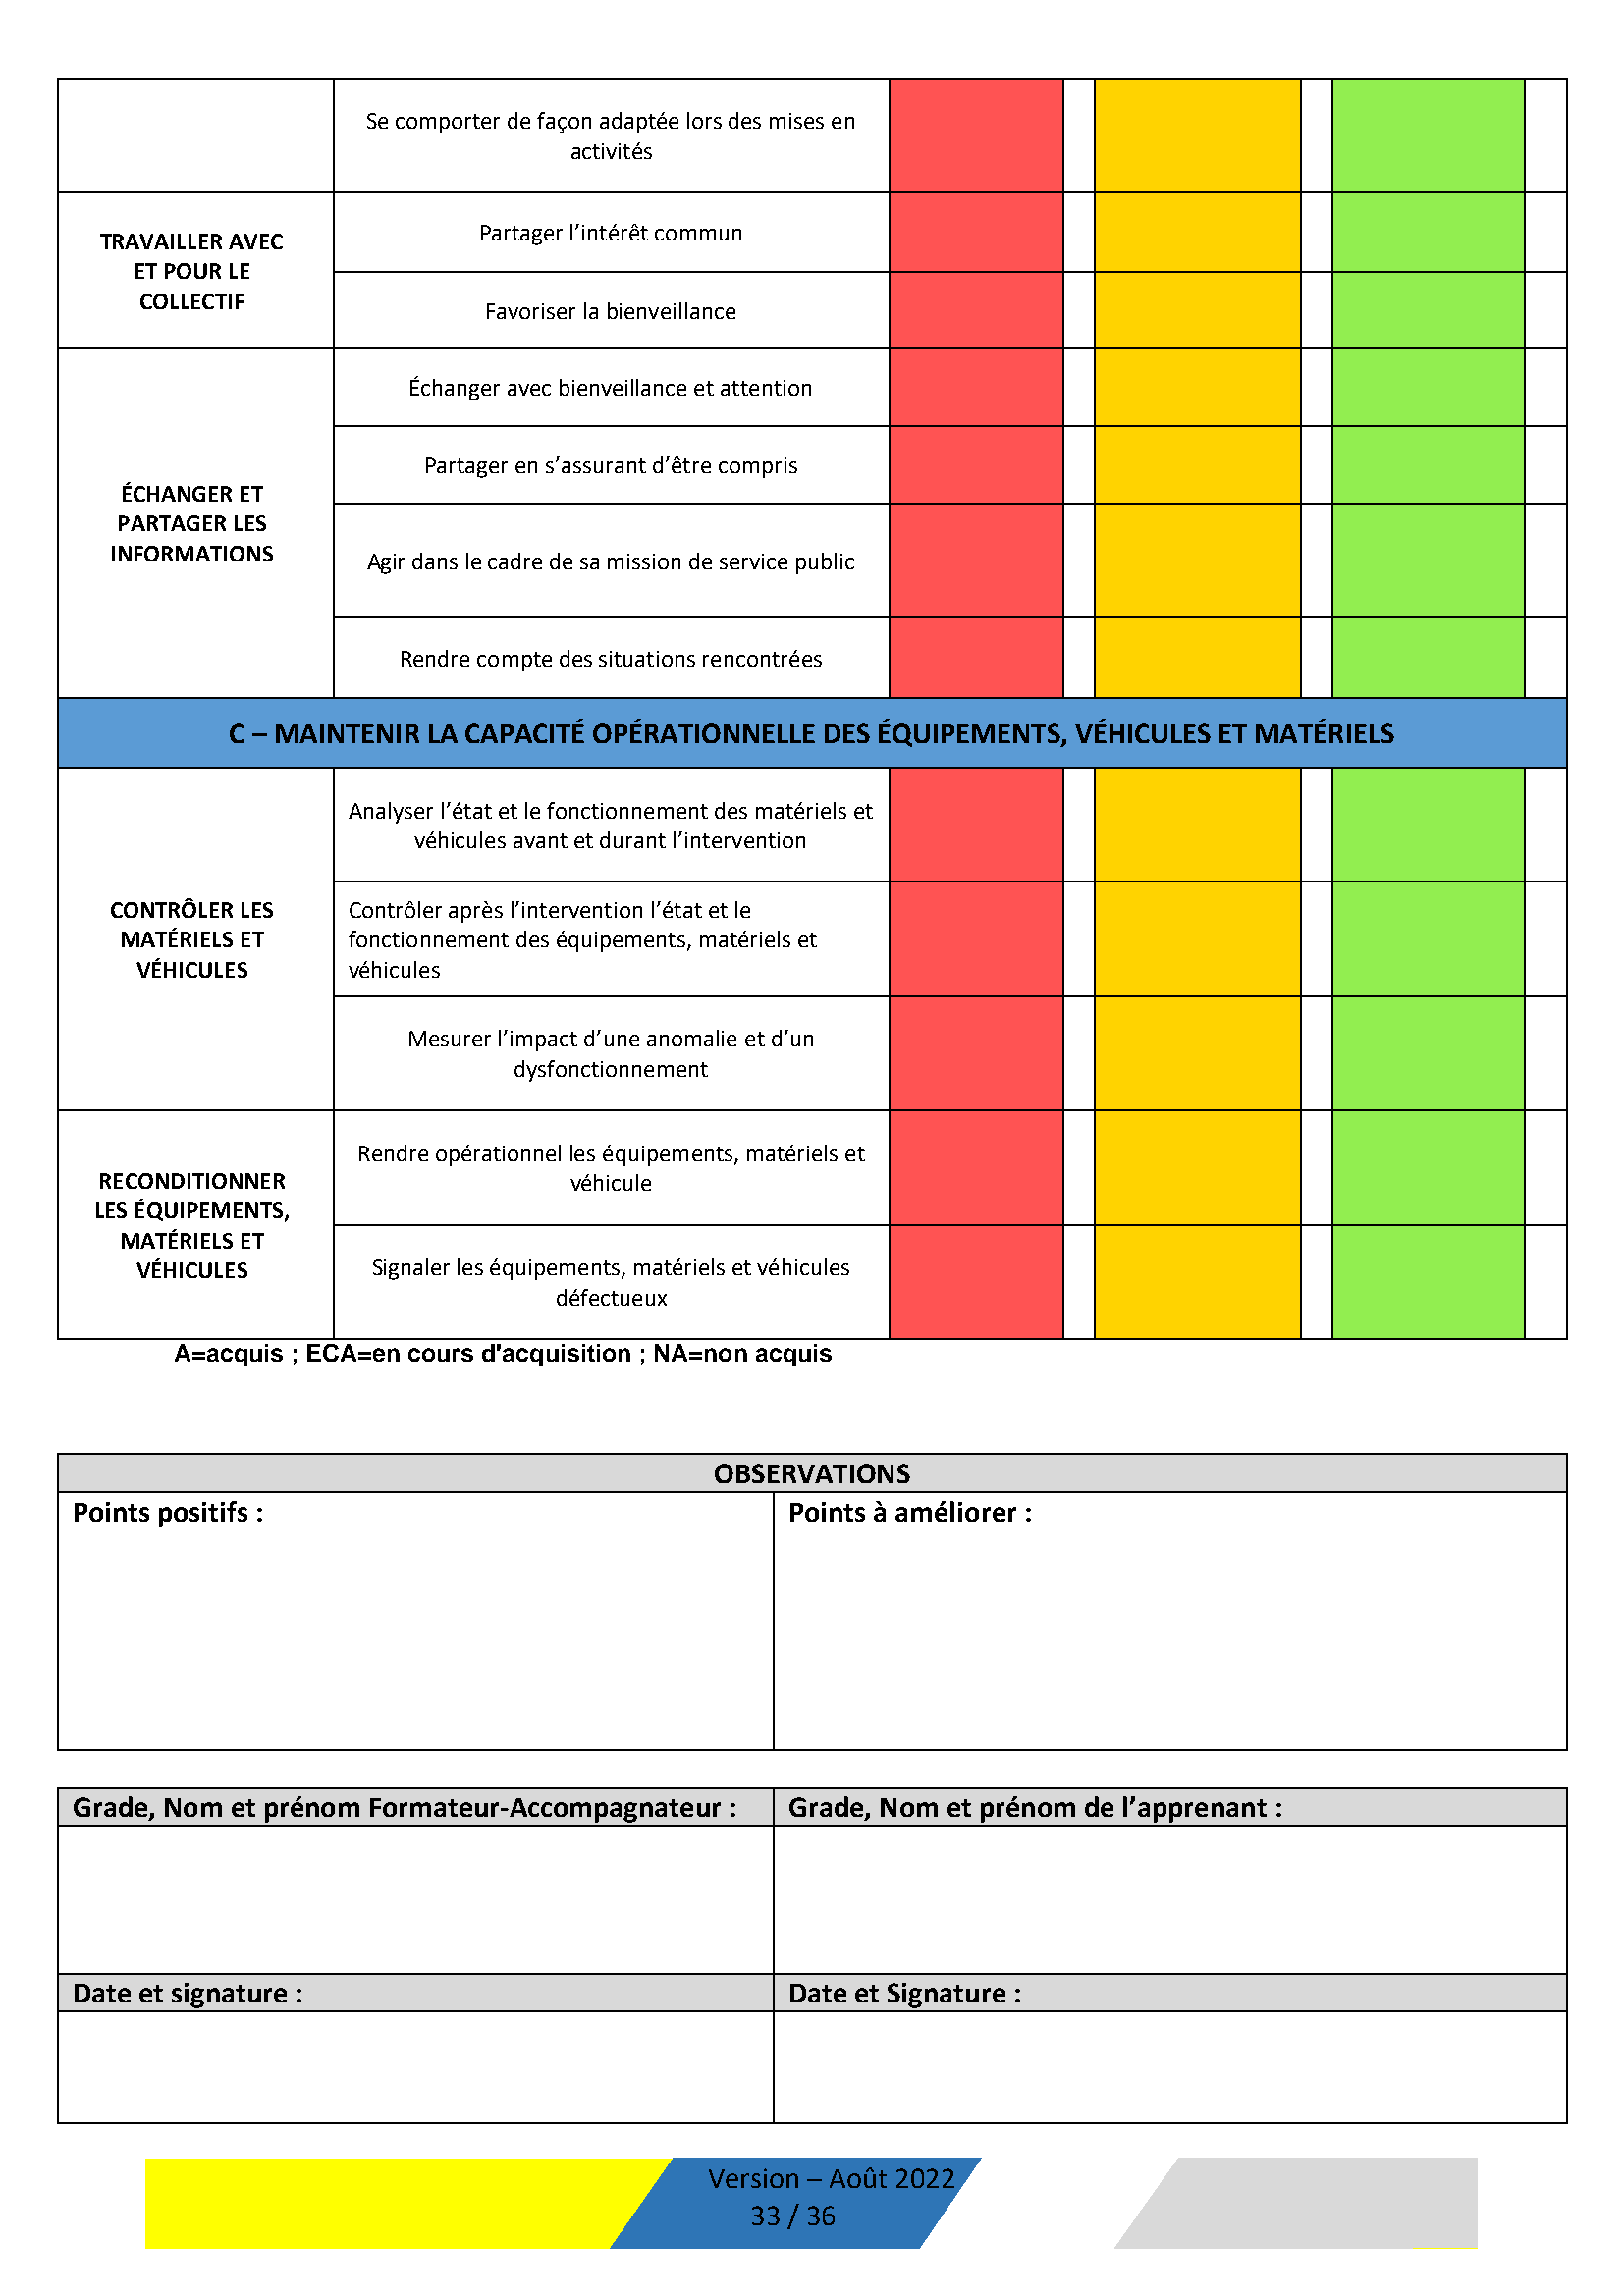 Se comporter de façon adaptée lors des mises en
activités
TRAVAILLER AVEC
ET POUR LE
COLLECTIF
Partager l’intérêt commun
Favoriser la bienveillance
ÉCHANGER ET
PARTAGER LES
INFORMATIONS
Échanger avec bienveillance et attention
Partager en s’assurant d’être compris
Agir dans le cadre de sa mission de service public
Rendre compte des situations rencontrées
C – MAINTENIR LA CAPACITÉ OPÉRATIONNELLE DES ÉQUIPEMENTS, VÉHICULES ET MATÉRIELS
CONTRÔLER LES
MATÉRIELS ET
VÉHICULES
Analyser l’état et le fonctionnement des matériels et
véhicules avant et durant l’intervention
Contrôler après l’intervention l’état et le
fonctionnement des équipements, matériels et
véhicules
Mesurer l’impact d’une anomalie et d’un
dysfonctionnement
RECONDITIONNER
LES ÉQUIPEMENTS,
MATÉRIELS ET
VÉHICULES
Rendre opérationnel les équipements, matériels et
véhicule
Signaler les équipements, matériels et véhicules
défectueux
A=acquis ; ECA=en cours d'acquisition ; NA=non acquis
OBSERVATIONS
Points positifs :
Points à améliorer :
Grade, Nom et prénom Formateur-Accompagnateur :
Grade, Nom et prénom de l’apprenant :
Date et signature :
Date et Signature :
Version – Août 2022
33 / 36